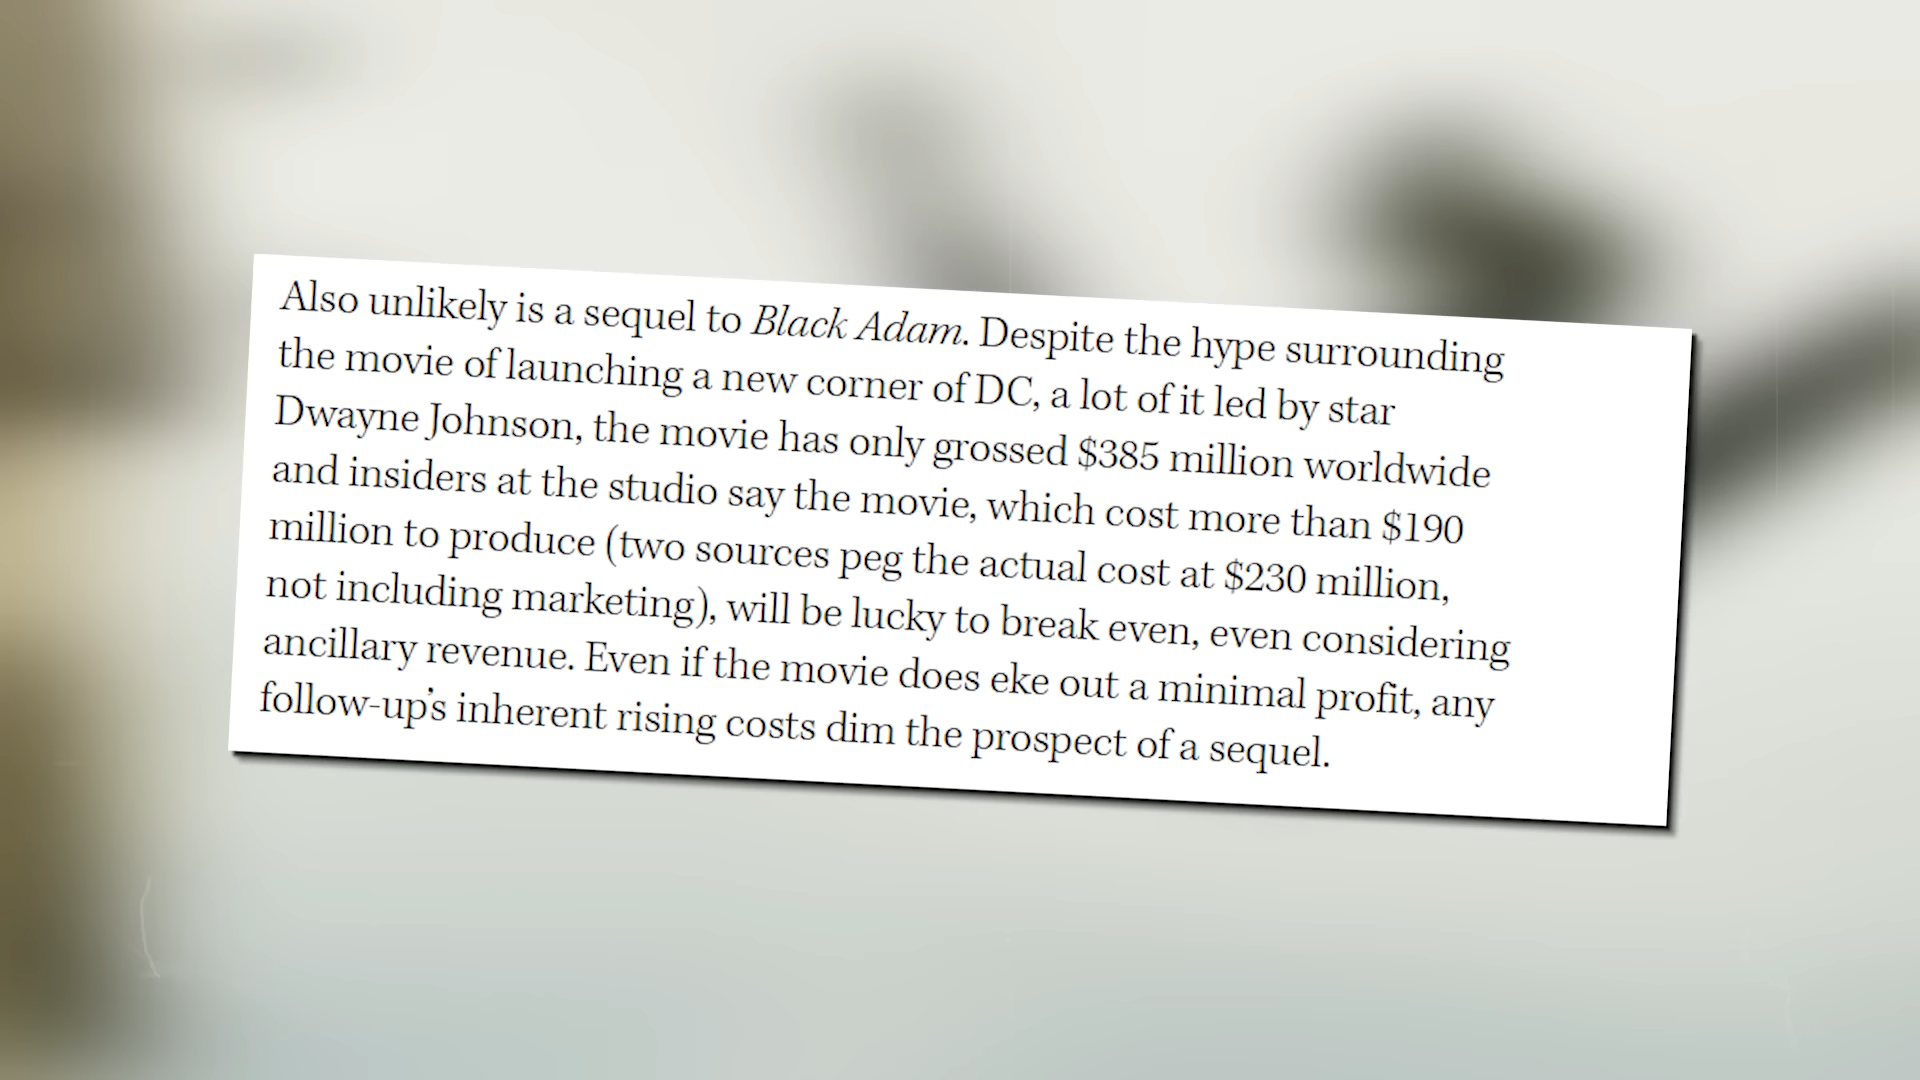 Also unlikely is a sequel to Black Adam. Despite the hype surrounding
the movie of launching a new corner of DC, a lot of it led by star
Dwayne Johnson, the movie has only grossed $385 million worldwide
and insiders at the studio say the movie, which cost more than $190
million to produce (two sources peg the actual cost at $230 million,
not including marketing), will be lucky to break even, even considering
ancillary revenue. Even if the movie does eke out a minimal profit, any
follow-up’s inherent rising costs dim the prospect of a sequel.